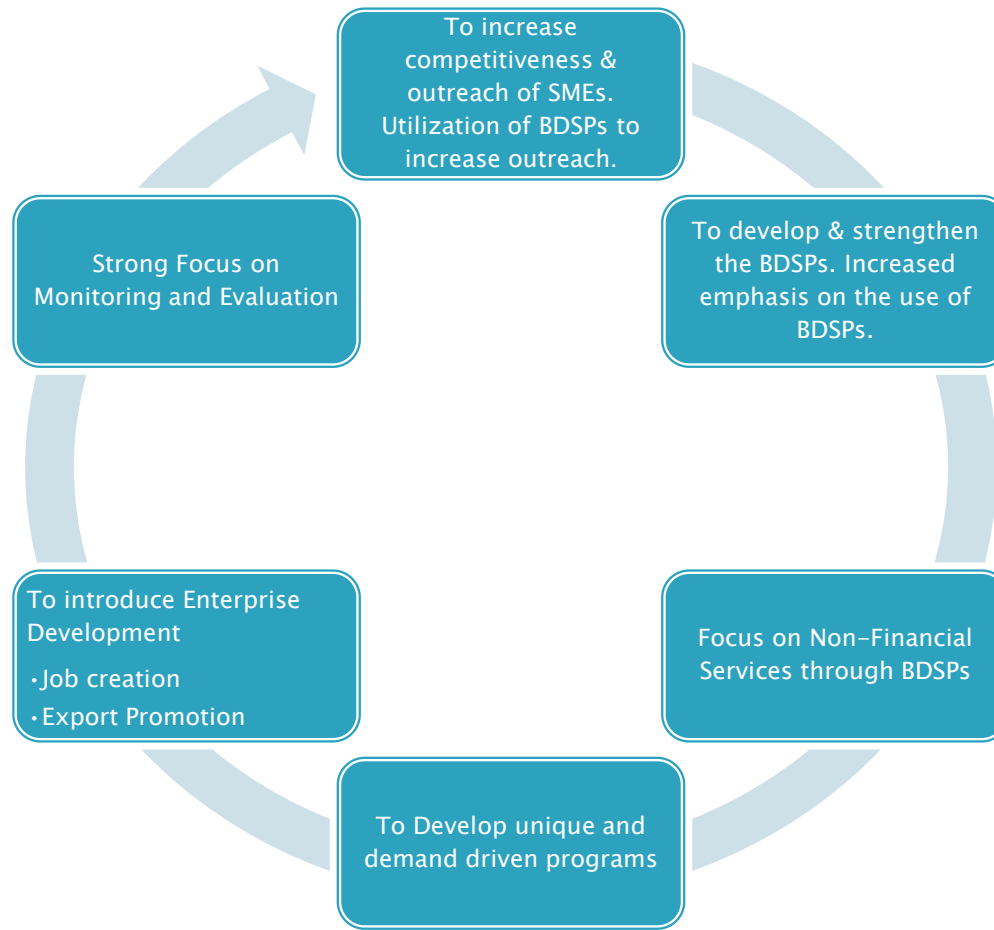 To increase
competitiveness &
outreach of SMEs.
Utilization of BDSPs to
increase outreach.
To develop & strengthen
the BDSPs. Increased
emphasis on the use of
BDSPs.
Focus on Non-Financial
Services through BDSPs
To Develop unique and
demand driven programs
To introduce Enterprise
Development
•Job creation
•Export Promotion
Strong Focus on
Monitoring and Evaluation